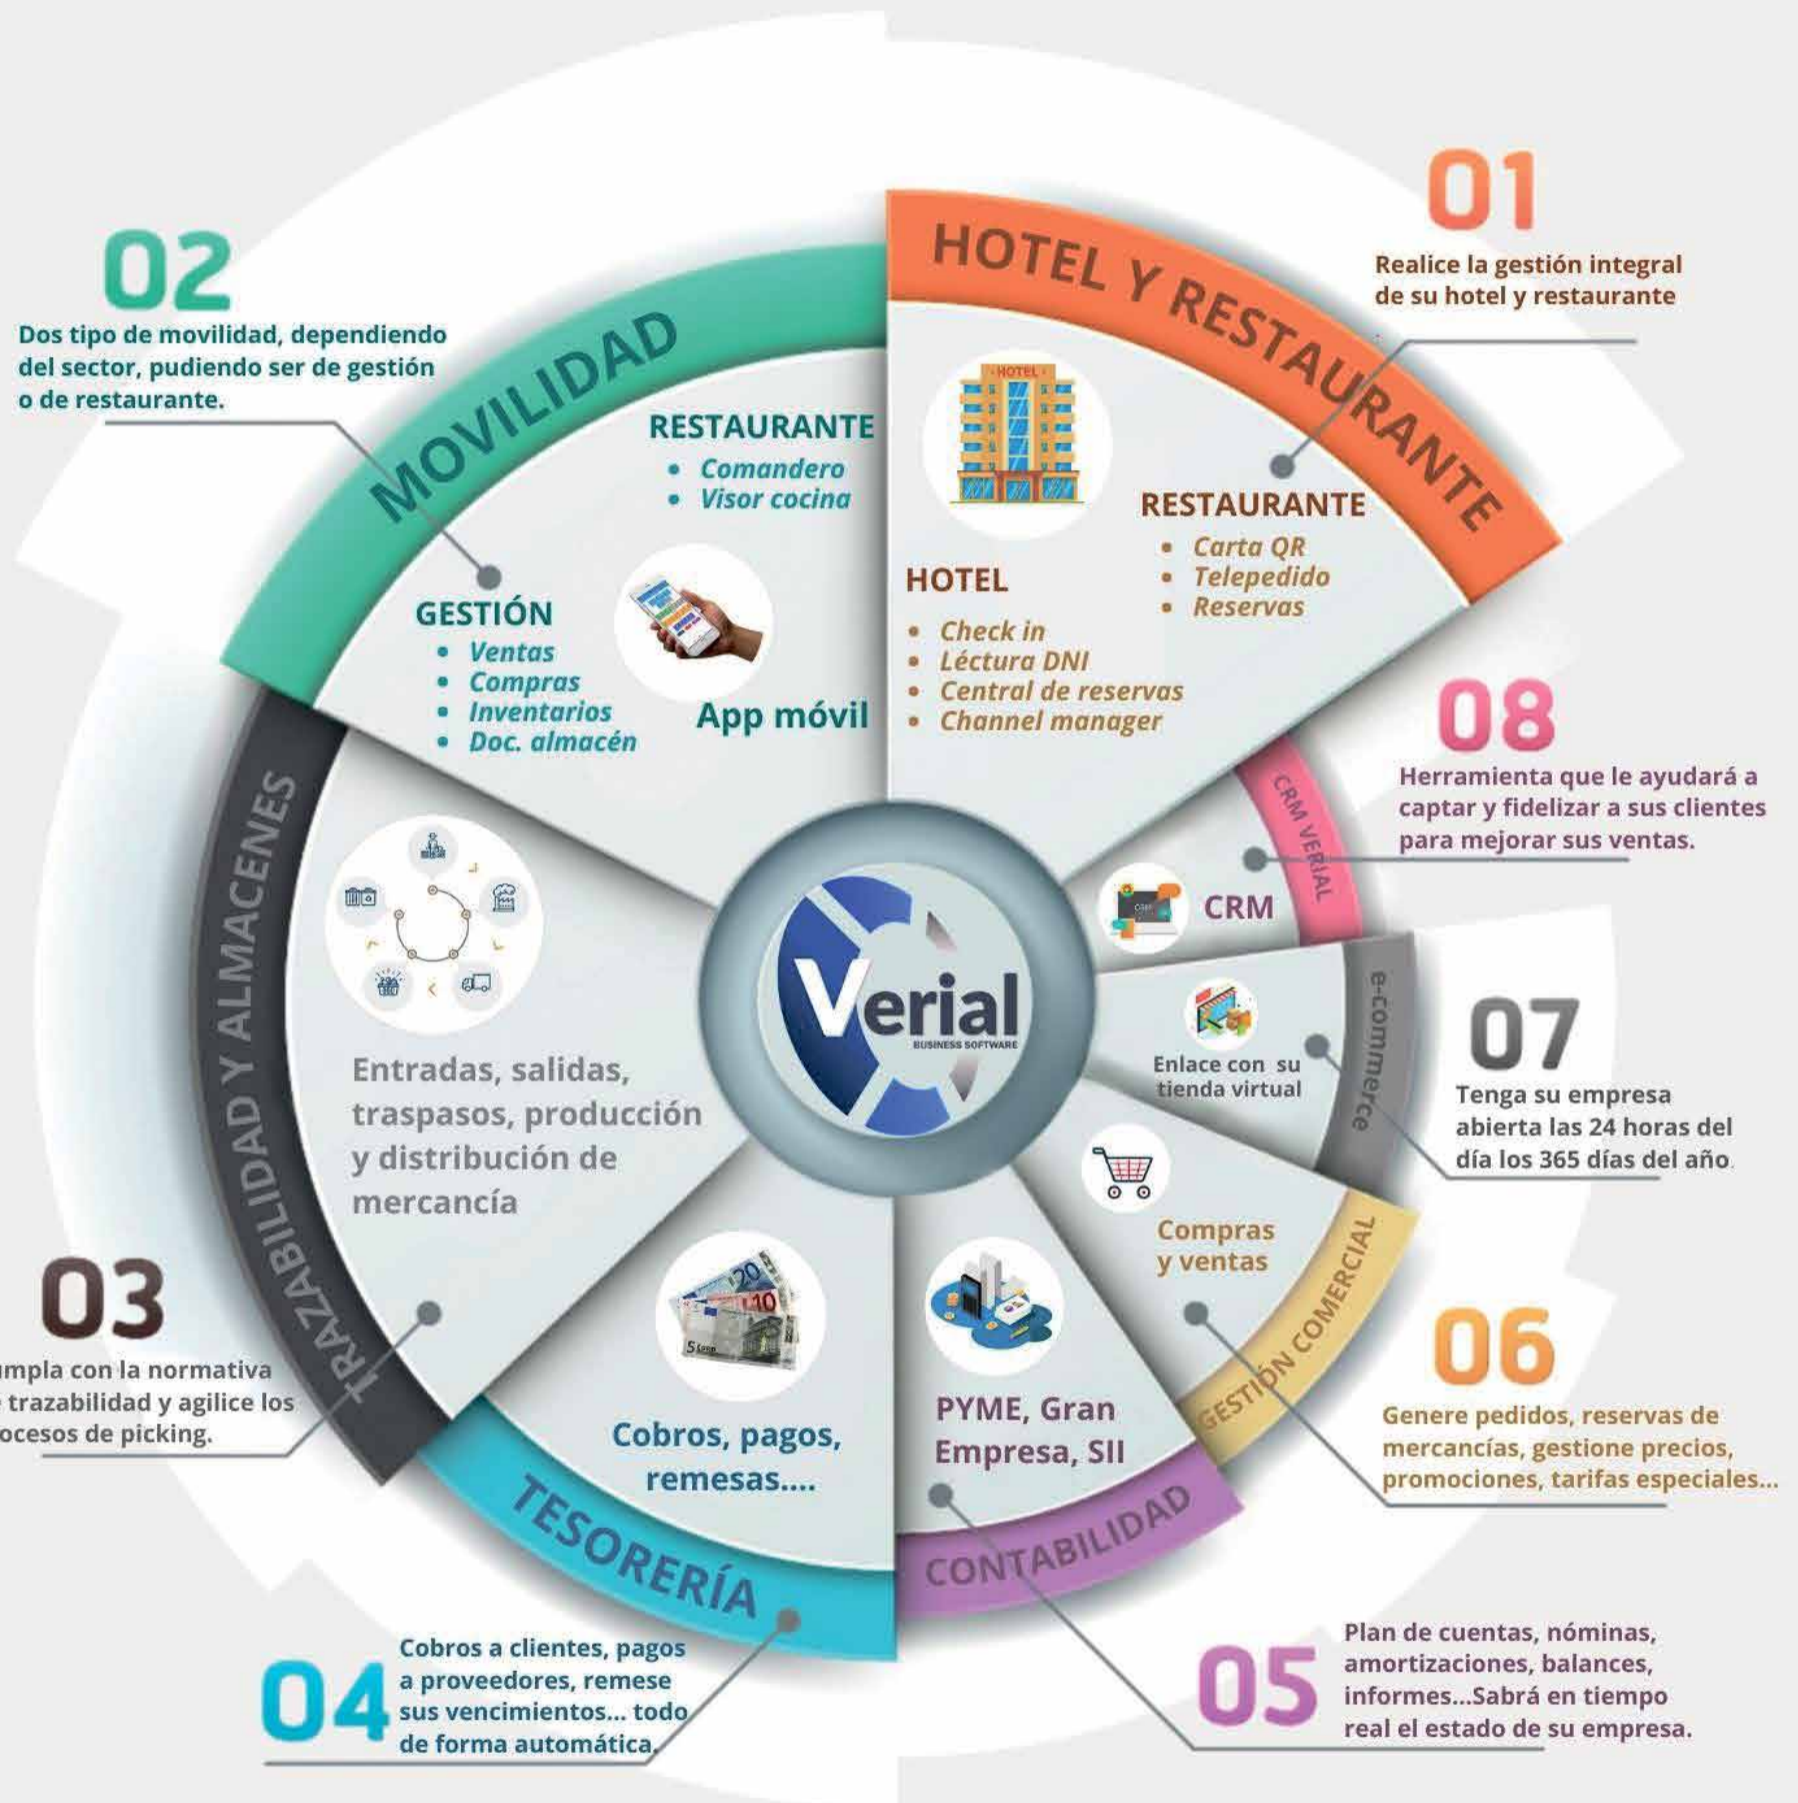 01
Realice la gestión integral
de su hotel y restaurante
HOTEL Y RESTAURANTE
HOTEL
RESTAURANTE
• Carta QR
• Telepedido
• Reservas
HOTEL
• Check in
• Léctura DNI
• Central de reservas
• Channel manager
02
Dos tipo de movilidad, dependiendo
del sector, pudiendo ser de gestión
o de restaurante.
MOVILIDAD
RESTAURANTE
• Comandero
• Visor cocina
GESTIÓN
• Ventas
• Compras
• Inventarios
• Doc. almacén
App móvil
TRAZABILIDAD Y ALMACENES
Entradas, salidas,
traspasos, producción
y distribución de
mercancía
03
mpla con la normativa
trazabilidad y agilice los
ocesos de picking.
Verial
BUSINESS SOFTWARE
TESORERÍA
20
10
5
Cobros, pagos,
remesas....
04
Cobros a clientes, pagos
a proveedores, remese
sus vencimientos... todo
de forma automática.
CONTABILIDAD
PYME, Gran
Empresa, SII
05
Plan de cuentas, nóminas,
amortizaciones, balances,
informes...Sabrá en tiempo
real el estado de su empresa.
GESTIÓN COMERCIAL
Compras
y ventas
06
Genere pedidos, reservas de
mercancías, gestione precios,
promociones, tarifas especiales...
e-commerce
Enlace con su
tienda virtual
07
Tenga su empresa
abierta las 24 horas del
día los 365 días del año.
CRM VERIAL
CRM
08
Herramienta que le ayudará a
captar y fidelizar a sus clientes
para mejorar sus ventas.